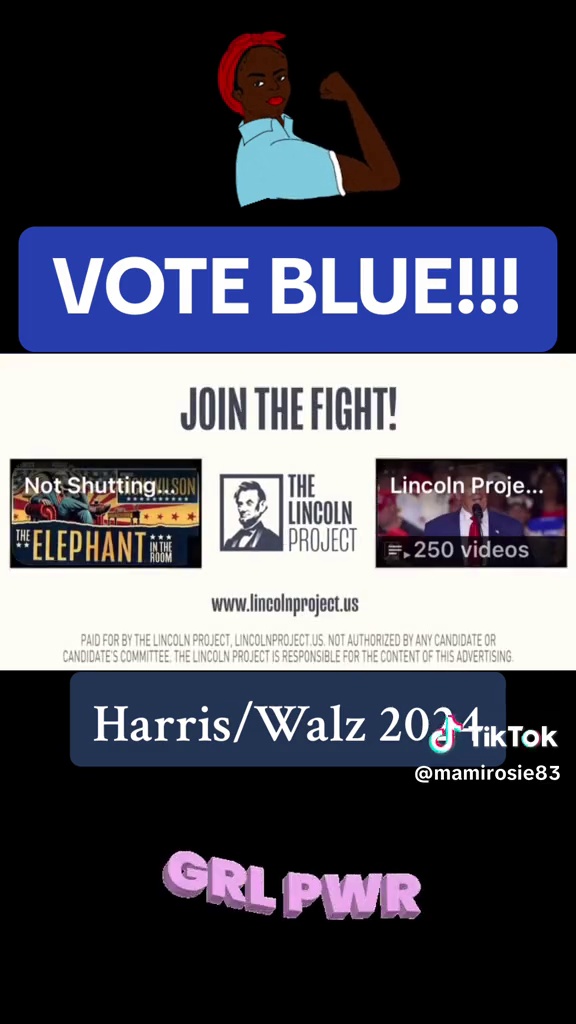 VOTE BLUE!!!
JOIN THE FIGHT!
Not Shutting...
WILSON
THE ELEPHANT IN THE ROOM
THE LINCOLN PROJECT
Lincoln Proje...
250 videos
www.lincolnproject.us
PAID FOR BY THE LINCOLN PROJECT, LINCOLNPROJECT.US. NOT AUTHORIZED BY ANY CANDIDATE OR
CANDIDATE'S COMMITTEE. THE LINCOLN PROJECT IS RESPONSIBLE FOR THE CONTENT OF THIS ADVERTISING.
Harris/Walz 2024
TikTok
@mamirosie83
GRL PWR